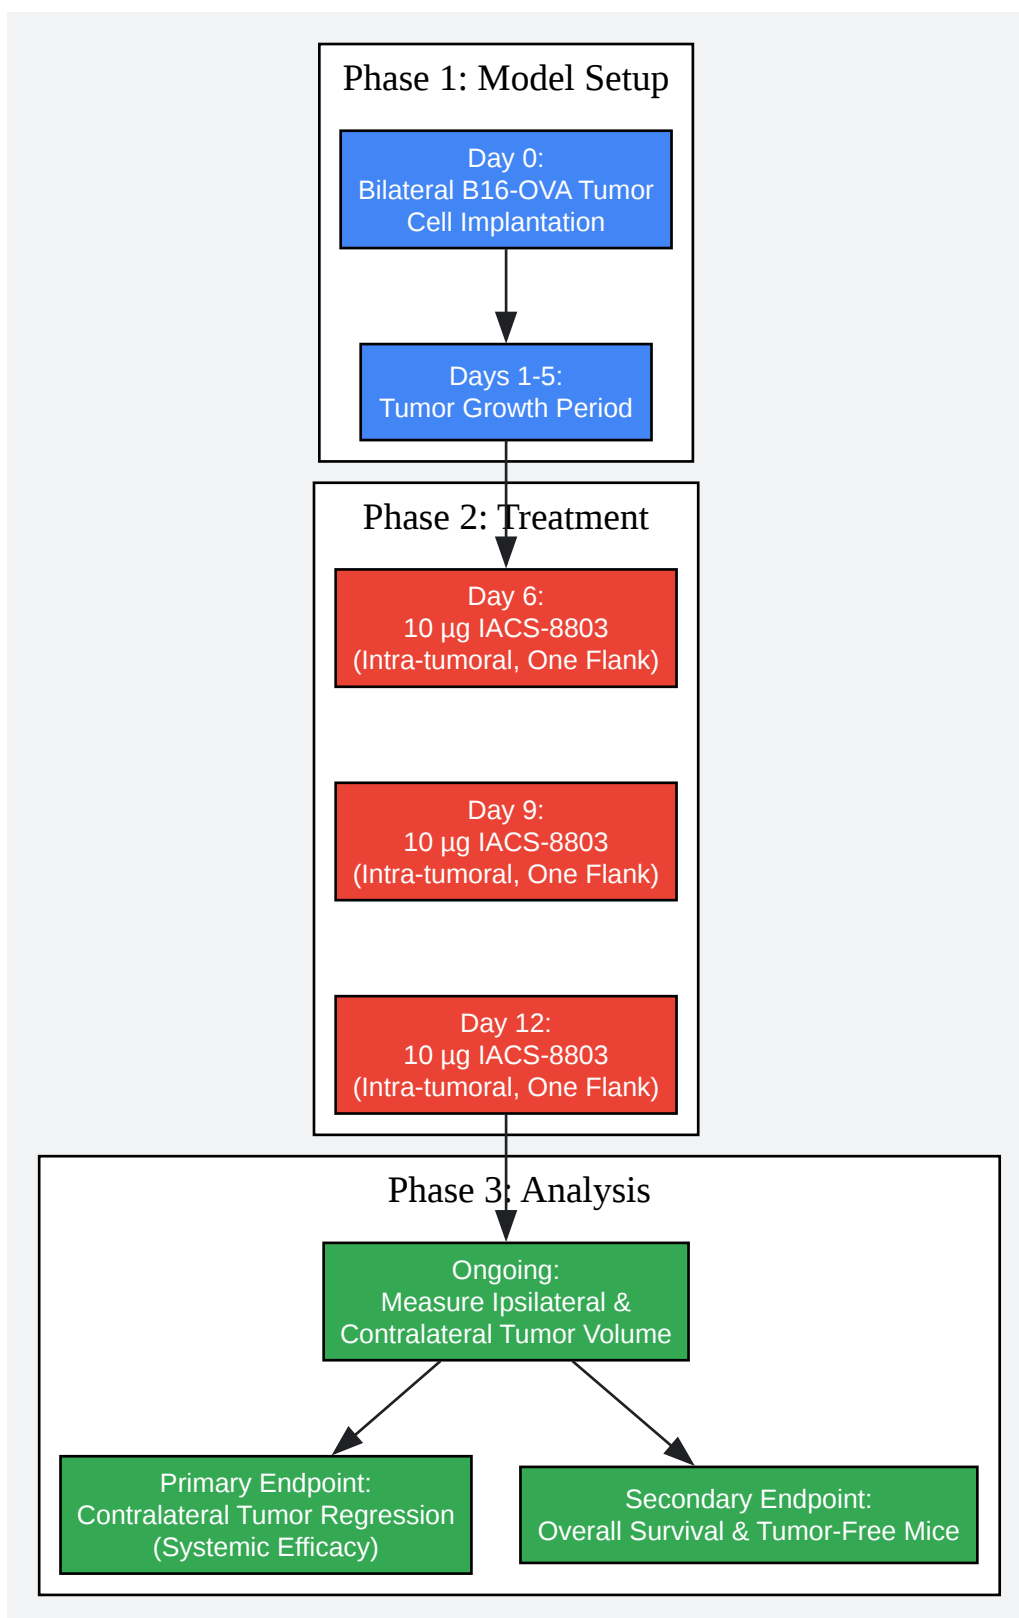 Phase 1: Model Setup
Day 0:
Bilateral B16-OVA Tumor
Cell Implantation
Days 1-5:
Tumor Growth Period
Phase 2: Treatment
Day 6:
10 µg IACS-8803
(Intra-tumoral, One Flank)
Day 9:
10 µg IACS-8803
(Intra-tumoral, One Flank)
Day 12:
10 µg IACS-8803
(Intra-tumoral, One Flank)
Phase 3: Analysis
Ongoing:
Measure Ipsilateral &
Contralateral Tumor Volume
Primary Endpoint:
Contralateral Tumor Regression
(Systemic Efficacy)
Secondary Endpoint:
Overall Survival & Tumor-Free Mice